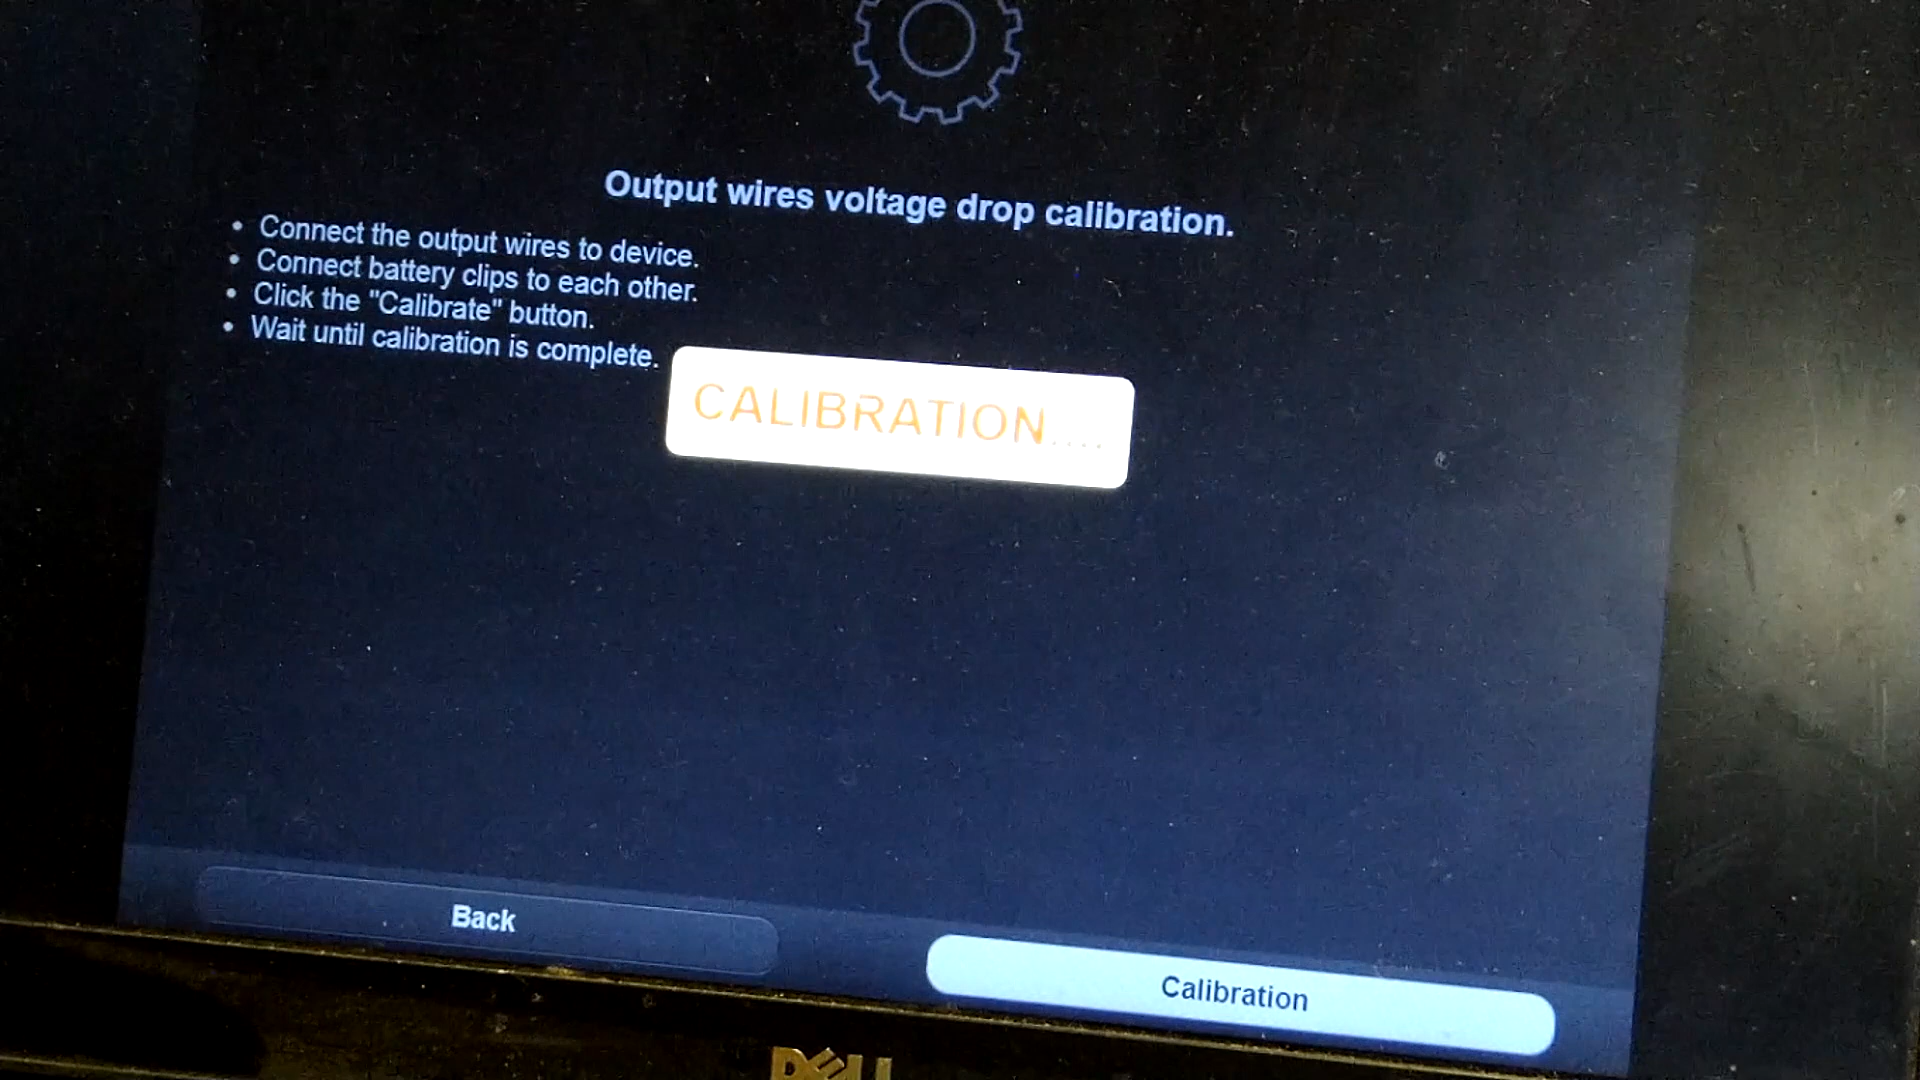 Output wires voltage drop calibration.
• Connect the output wires to device.
• Connect battery clips to each other.
• Click the "Calibrate" button.
• Wait until calibration is complete.
CALIBRATION....
Back
Calibration
DELL